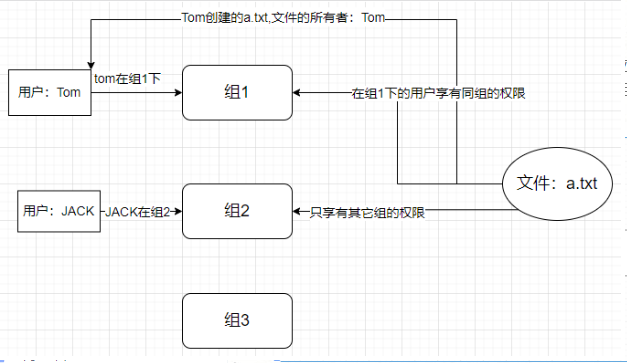 Tom创建的a.txt,文件的所有者：Tom
用户：Tom
tom在组1下
组1
在组1下的用户享有同组的权限
文件：a.txt
用户：JACK
JACK在组2
组2
只享有其它组的权限
组3